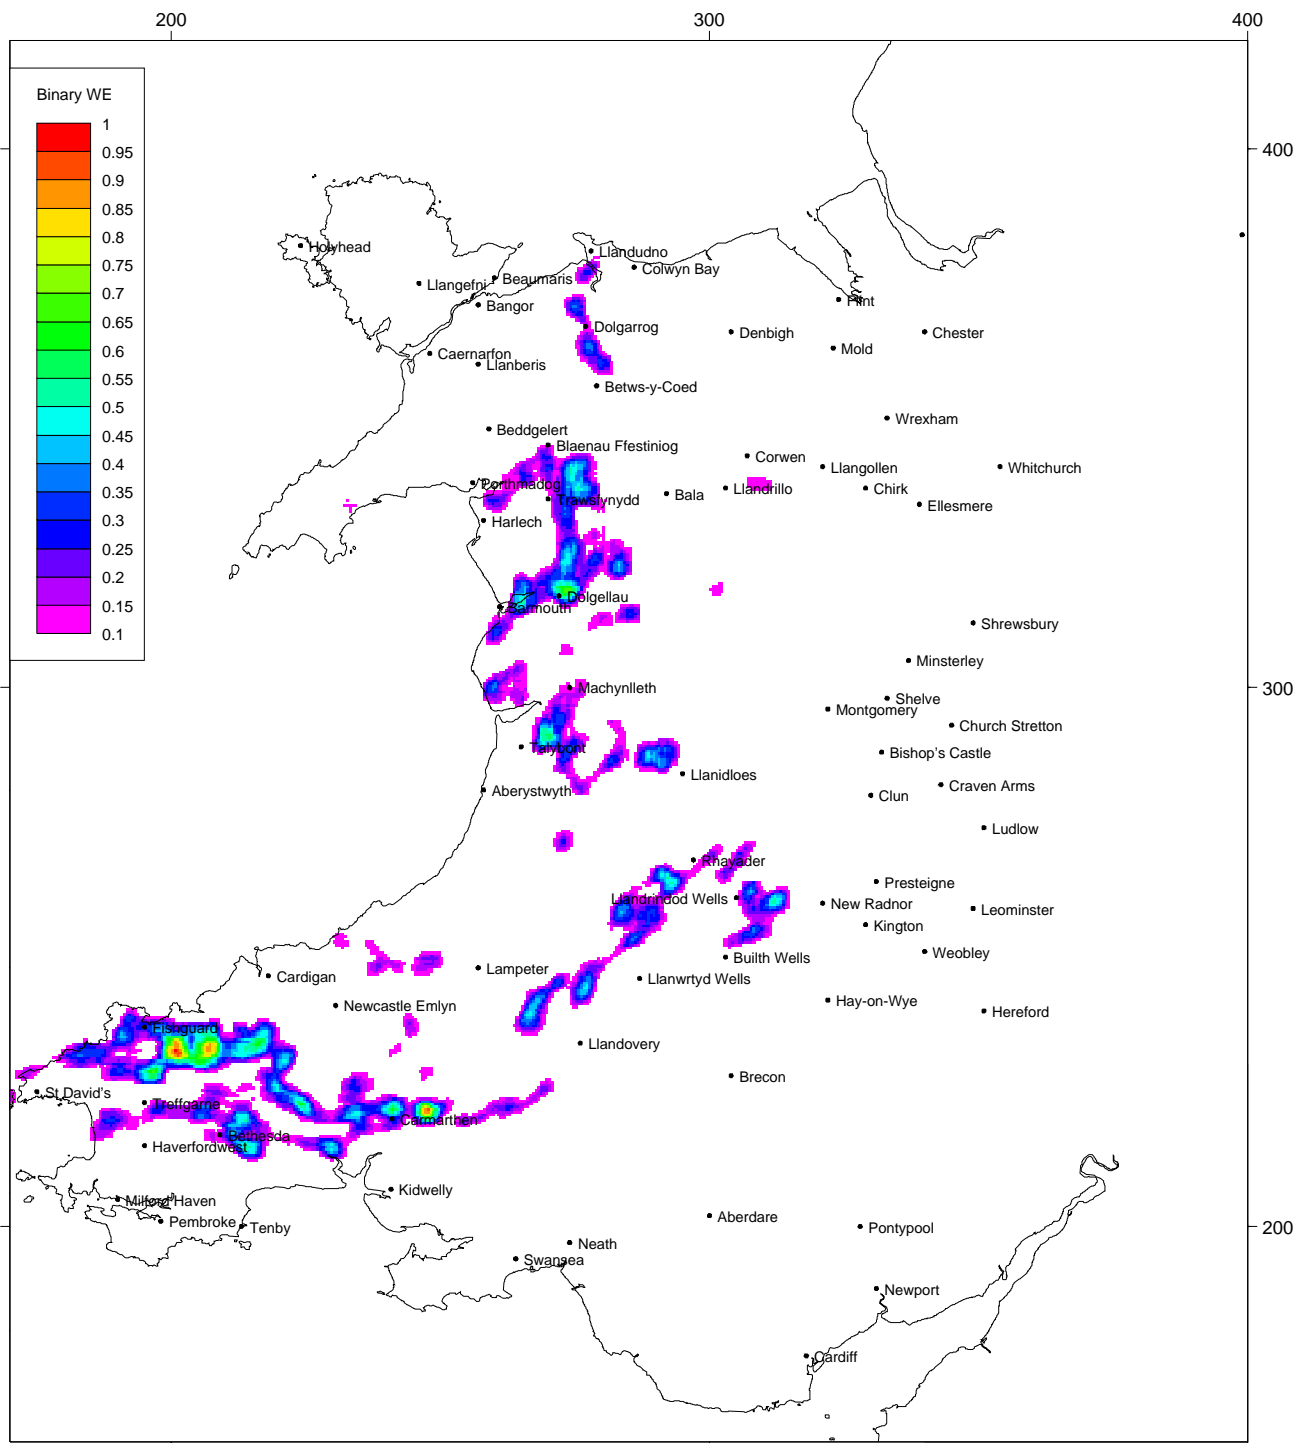 200 300 400
Binary WE
1
0.95
0.9
0.85
0.8
0.75
0.7
0.65
0.6
0.55
0.5
0.45
0.4
0.35
0.3
0.25
0.2
0.15
0.1
400
Holyhead
Llandudno
Colwyn Bay
Beaumaris
Llangefni
Bangor
Flint
Dolgarrog
Denbigh
Chester
Mold
Caernarfon
Llanberis
Betws-y-Coed
Wrexham
Beddgelert
Blaenau Ffestiniog
Corwen
Llangollen
Whitchurch
Porthmadog
Llandrillo
Chirk
Bala
Trawsfynydd
Ellesmere
Harlech
Dolgellau
Barmouth
Shrewsbury
Minsterley
Machynlleth
300
Shelve
Montgomery
Church Stretton
Talybont
Bishop's Castle
Llanidloes
Craven Arms
Aberystwyth
Clun
Ludlow
Rhayader
Presteigne
Llandrindod Wells
New Radnor
Leominster
Kington
Weobley
Builth Wells
Lampeter
Cardigan
Llanwrtyd Wells
Hay-on-Wye
Newcastle Emlyn
Hereford
Fishguard
Llandovery
Brecon
St David's
Treffgarne
Carmarthen
Bethesda
Haverfordwest
Kidwelly
Milford Haven
Aberdare
Pembroke
Tenby
Pontypool
200
Neath
Swansea
Newport
Cardiff